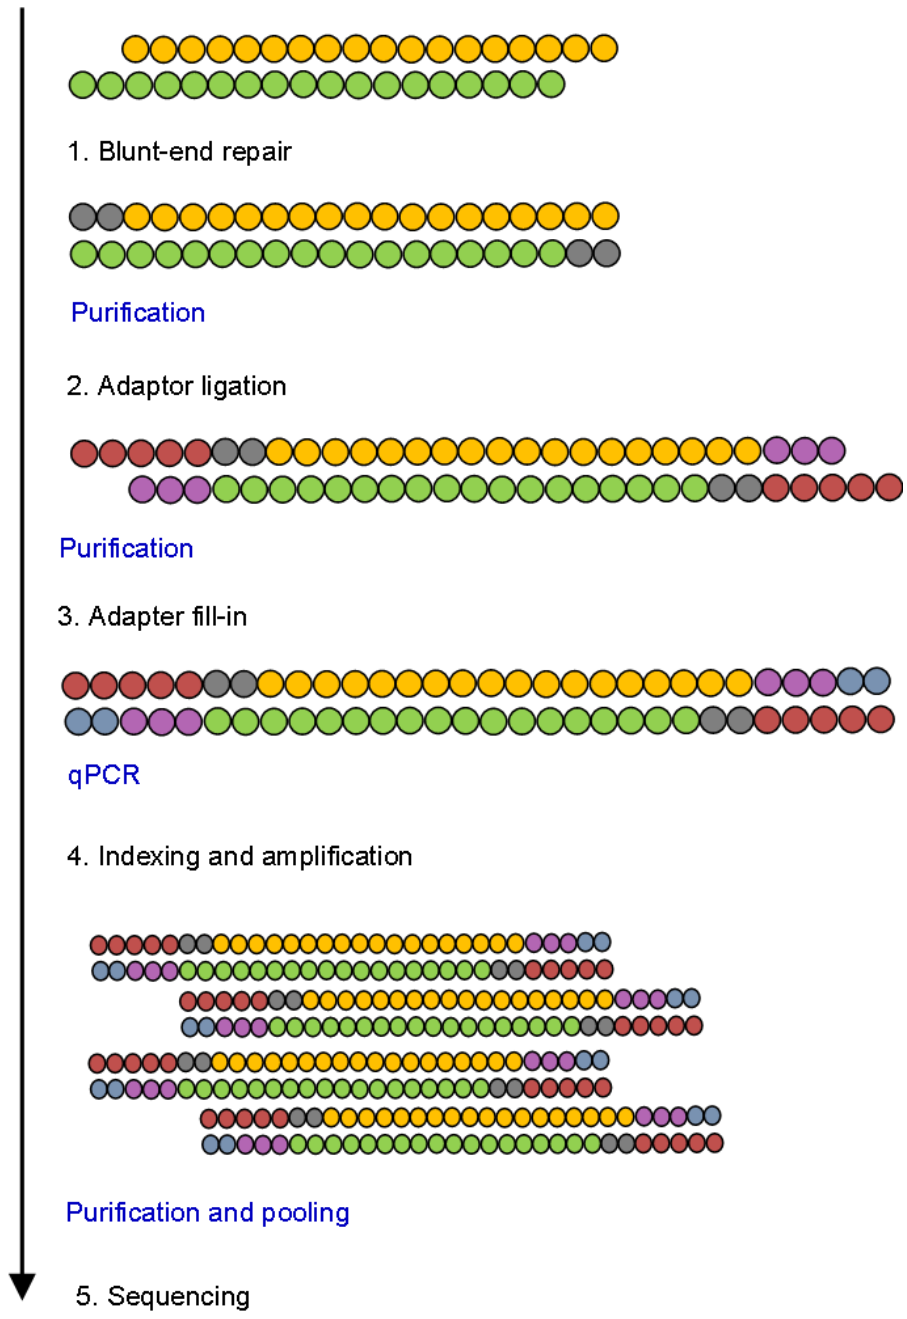 1. Blunt-end repair
Purification
2. Adaptor ligation
Purification
3. Adapter fill-in
qPCR
4. Indexing and amplification
Purification and pooling
5. Sequencing